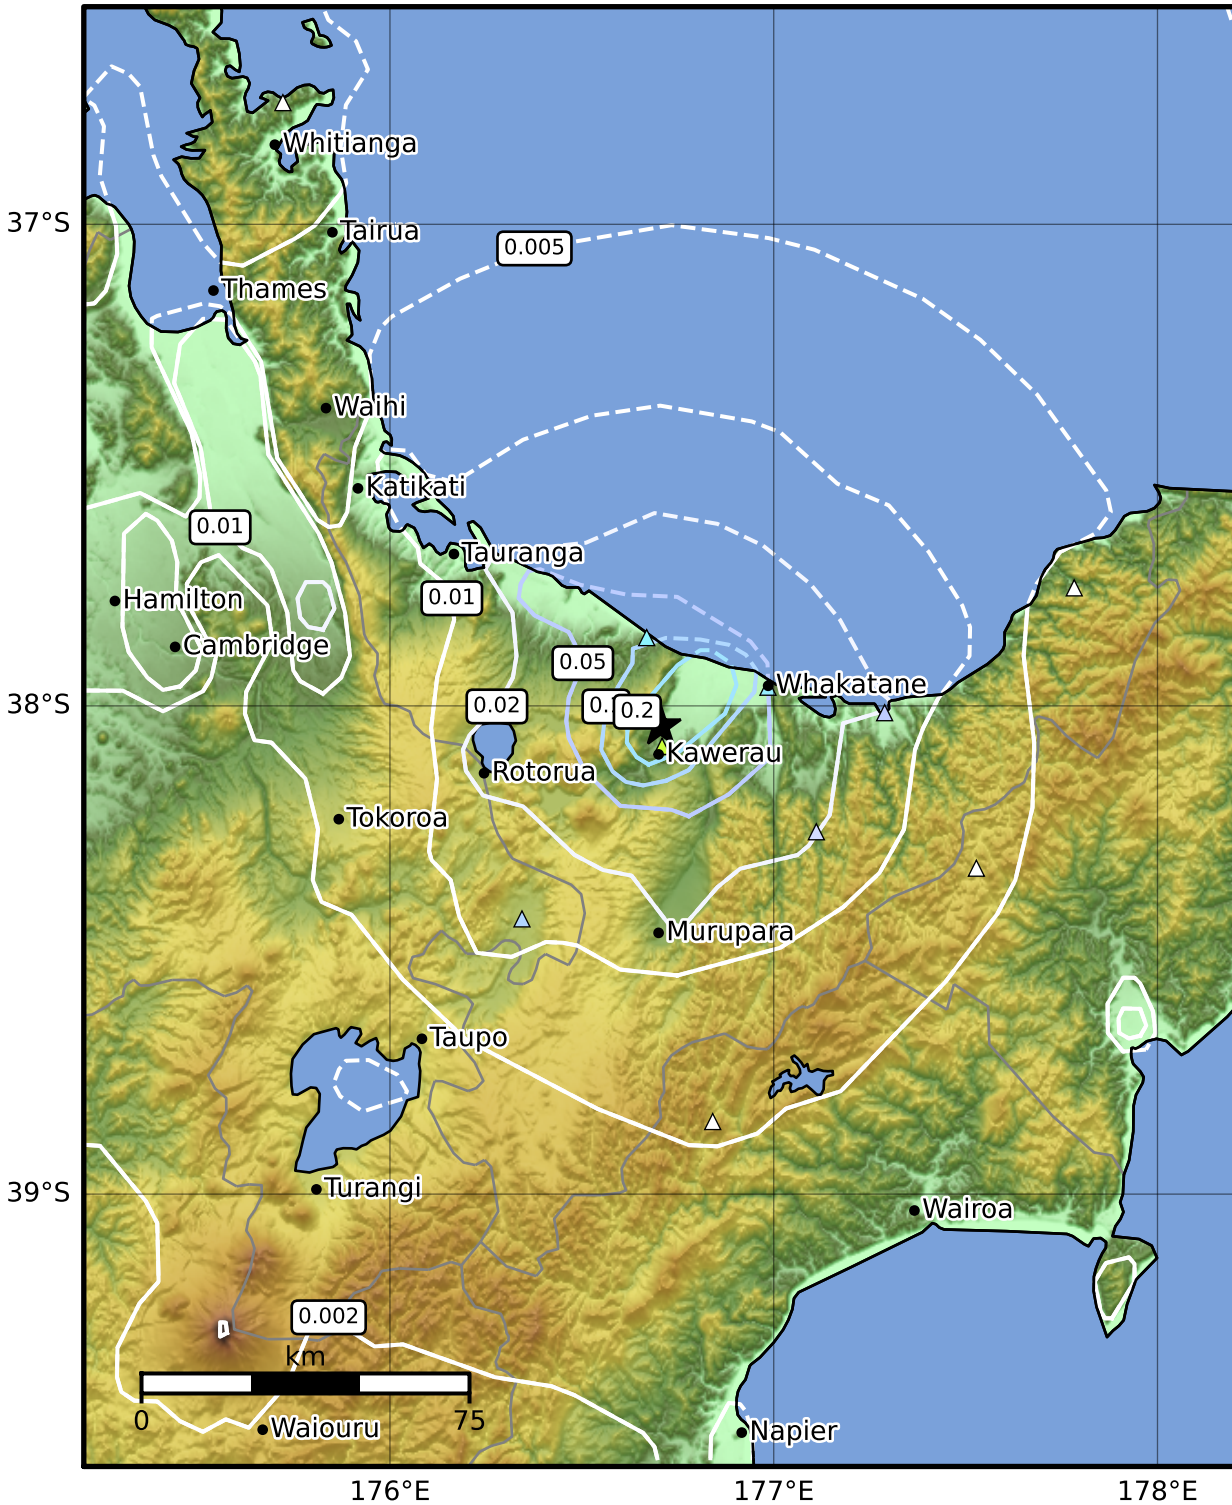 Whitianga
37°S
Tairua
0.005
Thames
Waihi
Katikati
0.01
Tauranga
0.01
Hamilton
Cambridge
0.05
Whakatane
38°S
0.02
0.2
Kawerau
Rotorua
Tokoroa
Murupara
Taupo
39°S
Turangi
Wairoa
0.002
km
0
75
Waiouru
Napier
176°E
177°E
178°E